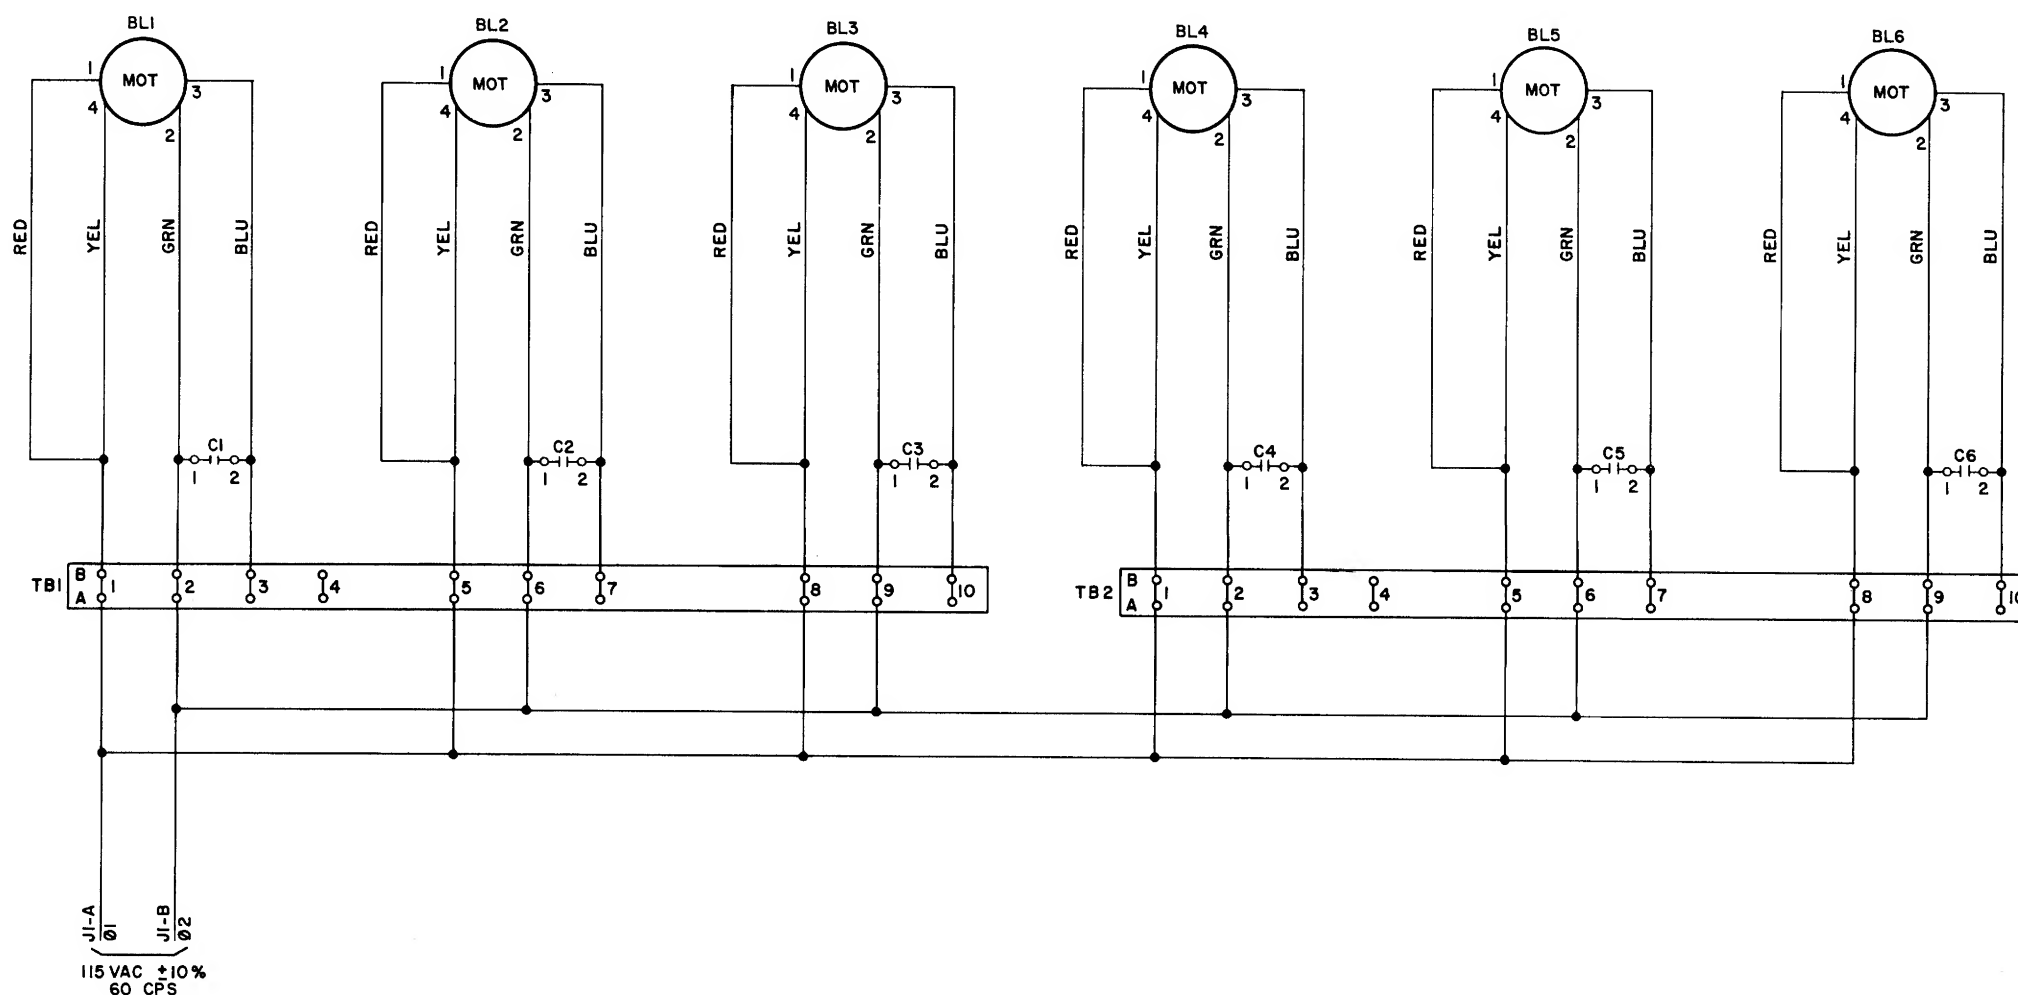 BL1 BL2 BL3 BL4 BL5 BL6
MOT MOT MOT MOT MOT MOT
1 3 1 3 1 3 1 3 1 3 1 3
4 2 4 2 4 2 4 2 4 2 4 2
RED YEL GRN BLU RED YEL GRN BLU RED YEL GRN BLU RED YEL GRN BLU RED YEL GRN BLU RED YEL GRN BLU
C1 C2 C3 C4 C5 C6
1 2 1 2 1 2 1 2 1 2 1 2
TB1 B 1 2 3 4 5 6 7 8 9 10 TB2 B 1 2 3 4 5 6 7 8 9 10
A A
J1-A Ø1 J1-B Ø2
115 VAC ±10%
60 CPS